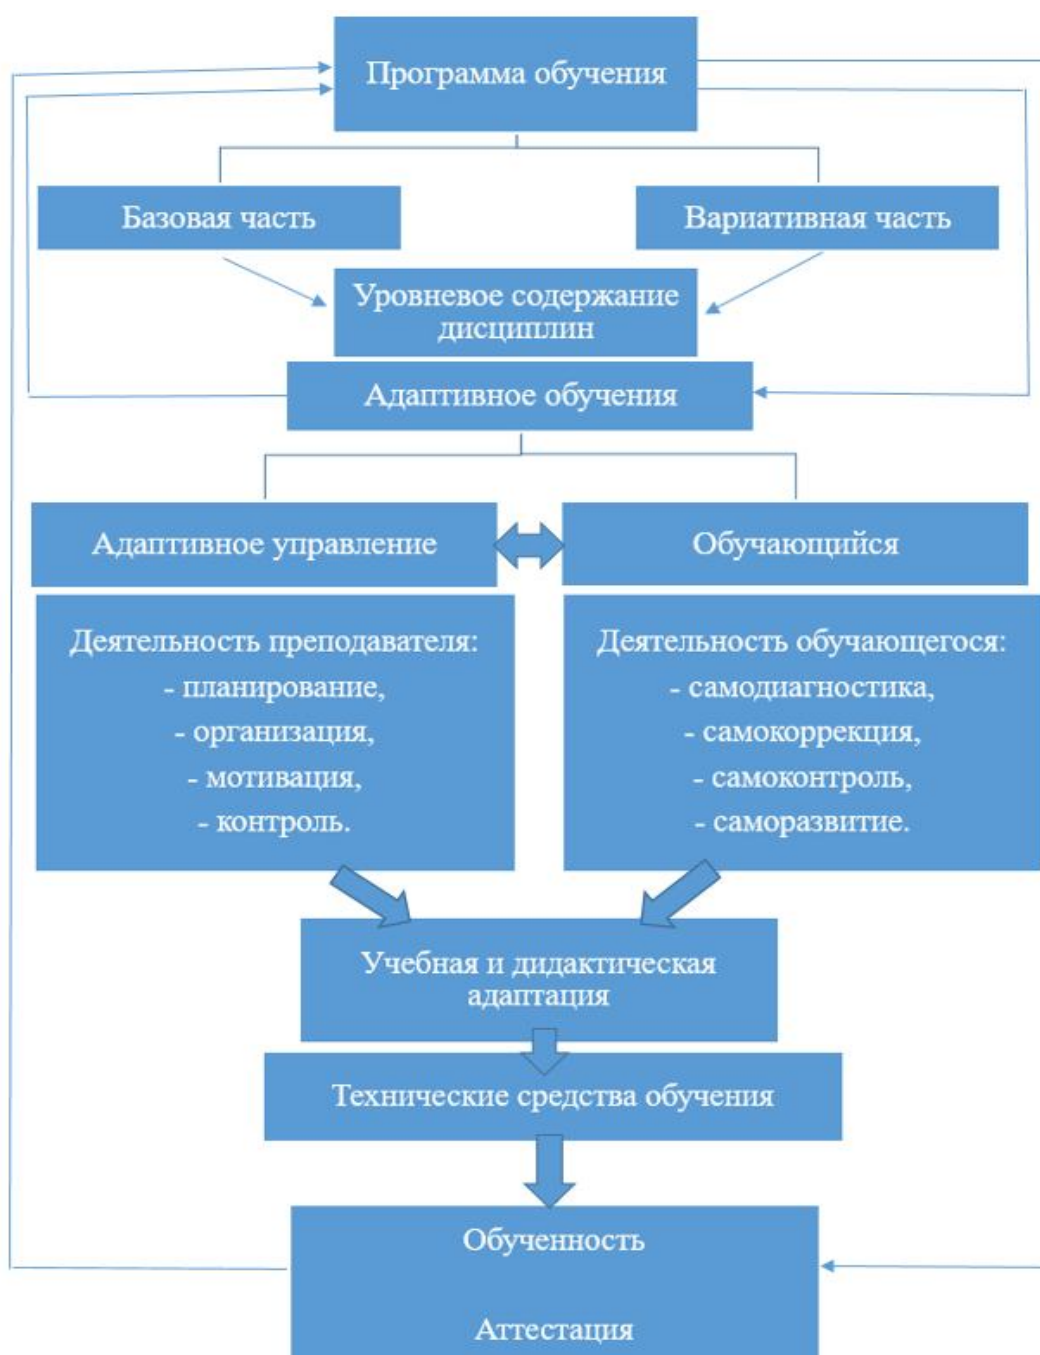 Программа обучения
Базовая часть
Вариативная часть
Уровневое содержание
дисциплин
Адаптивное обучения
Адаптивное управление
Обучающийся
Деятельность преподавателя:
- планирование,
- организация,
- мотивация,
- контроль.
Деятельность обучающегося:
- самодиагностика,
- самокоррекция,
- самоконтроль,
- саморазвитие.
Учебная и дидактическая
адаптация
Технические средства обучения
Обученность
Аттестация